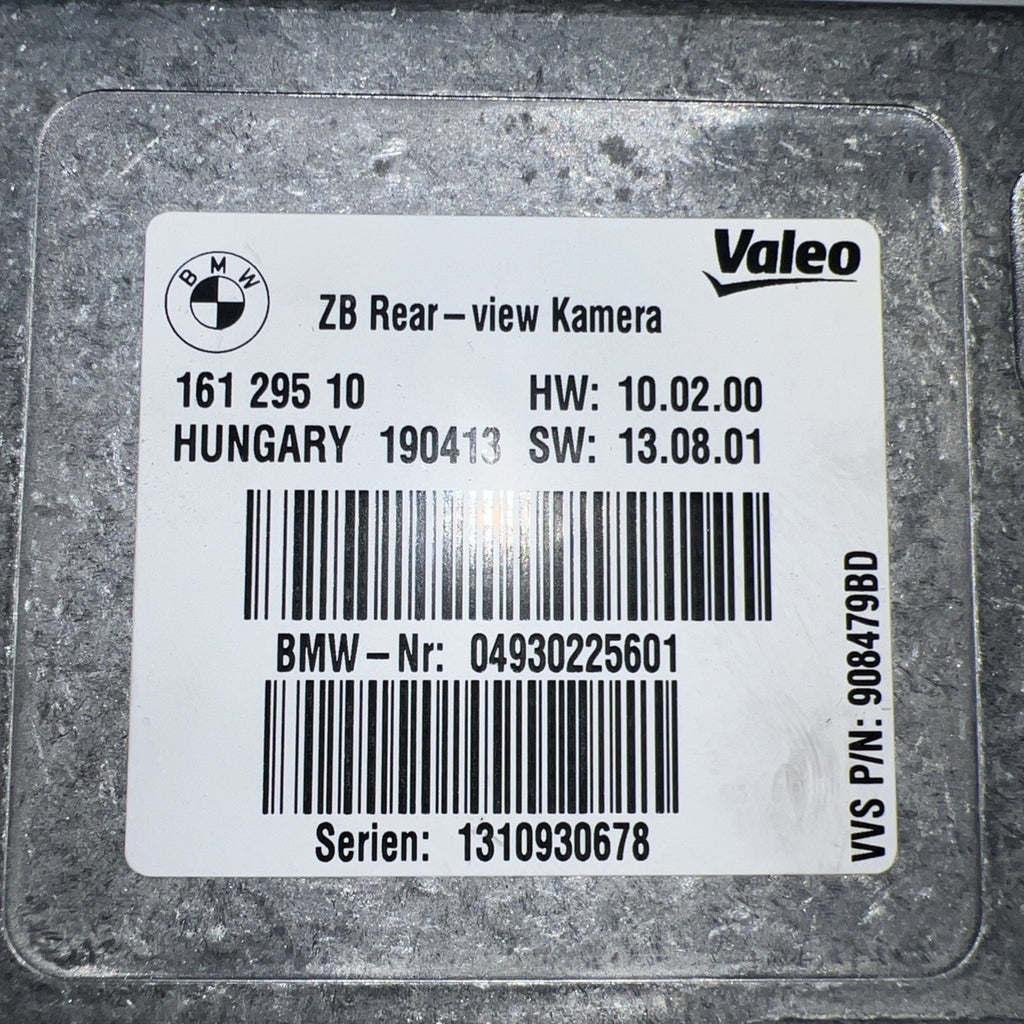 BMW
Valeo
ZB Rear-view Kamera
161 295 10 HW: 10.02.00
HUNGARY 190413 SW: 13.08.01
BMW-Nr: 04930225601
Serien: 1310930678
VVS P/N: 908479BD